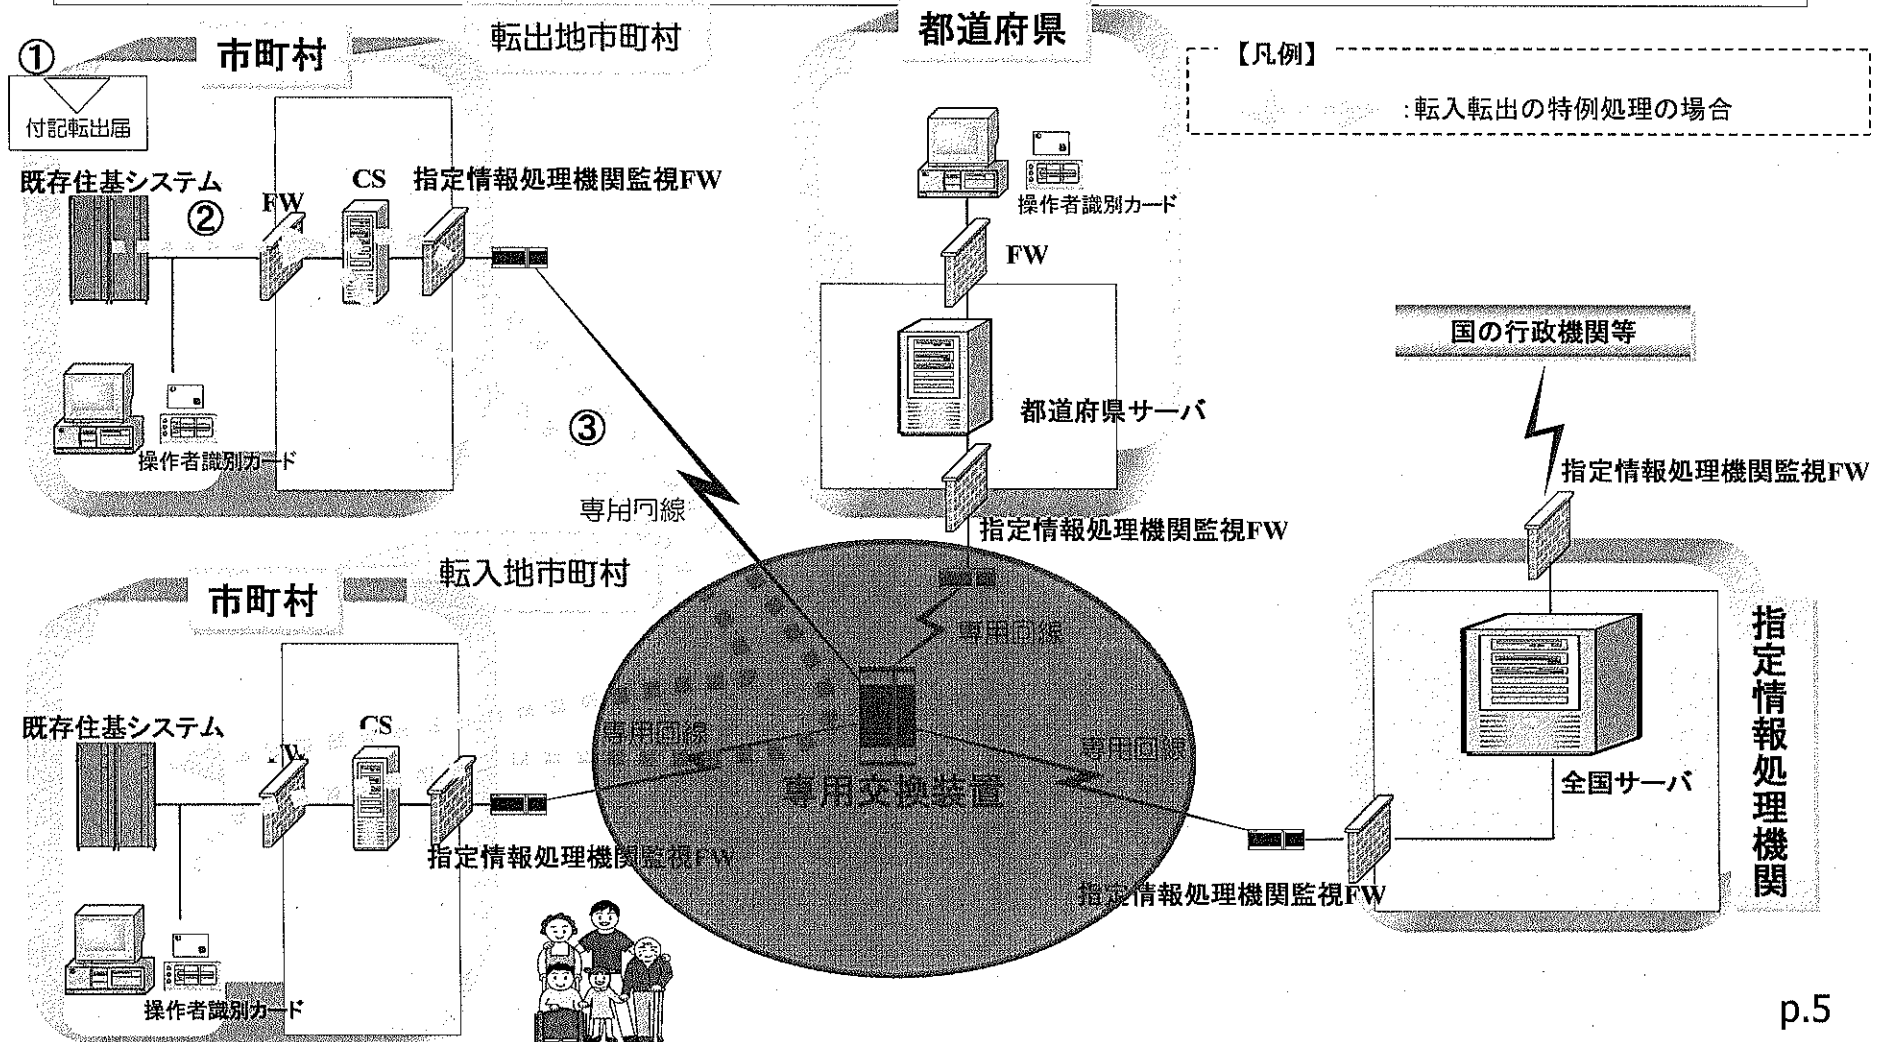 ①
市町村
転出地市町村
都道府県
【凡例】
:転入転出の特例処理の場合
付記転出届
既存住基システム
②
FW
CS
指定情報処理機関監視FW
操作者識別カード
③
専用回線
操作者識別カード
FW
都道府県サーバ
指定情報処理機関監視FW
国の行政機関等
指定情報処理機関監視FW
転入地市町村
市町村
専用回線
既存住基システム
CS
専用回線
専用回線
専用交換装置
指定情報処理機関監視FW
操作者識別カード
指定情報処理機関監視FW
全国サーバ
指定情報処理機関
p.5